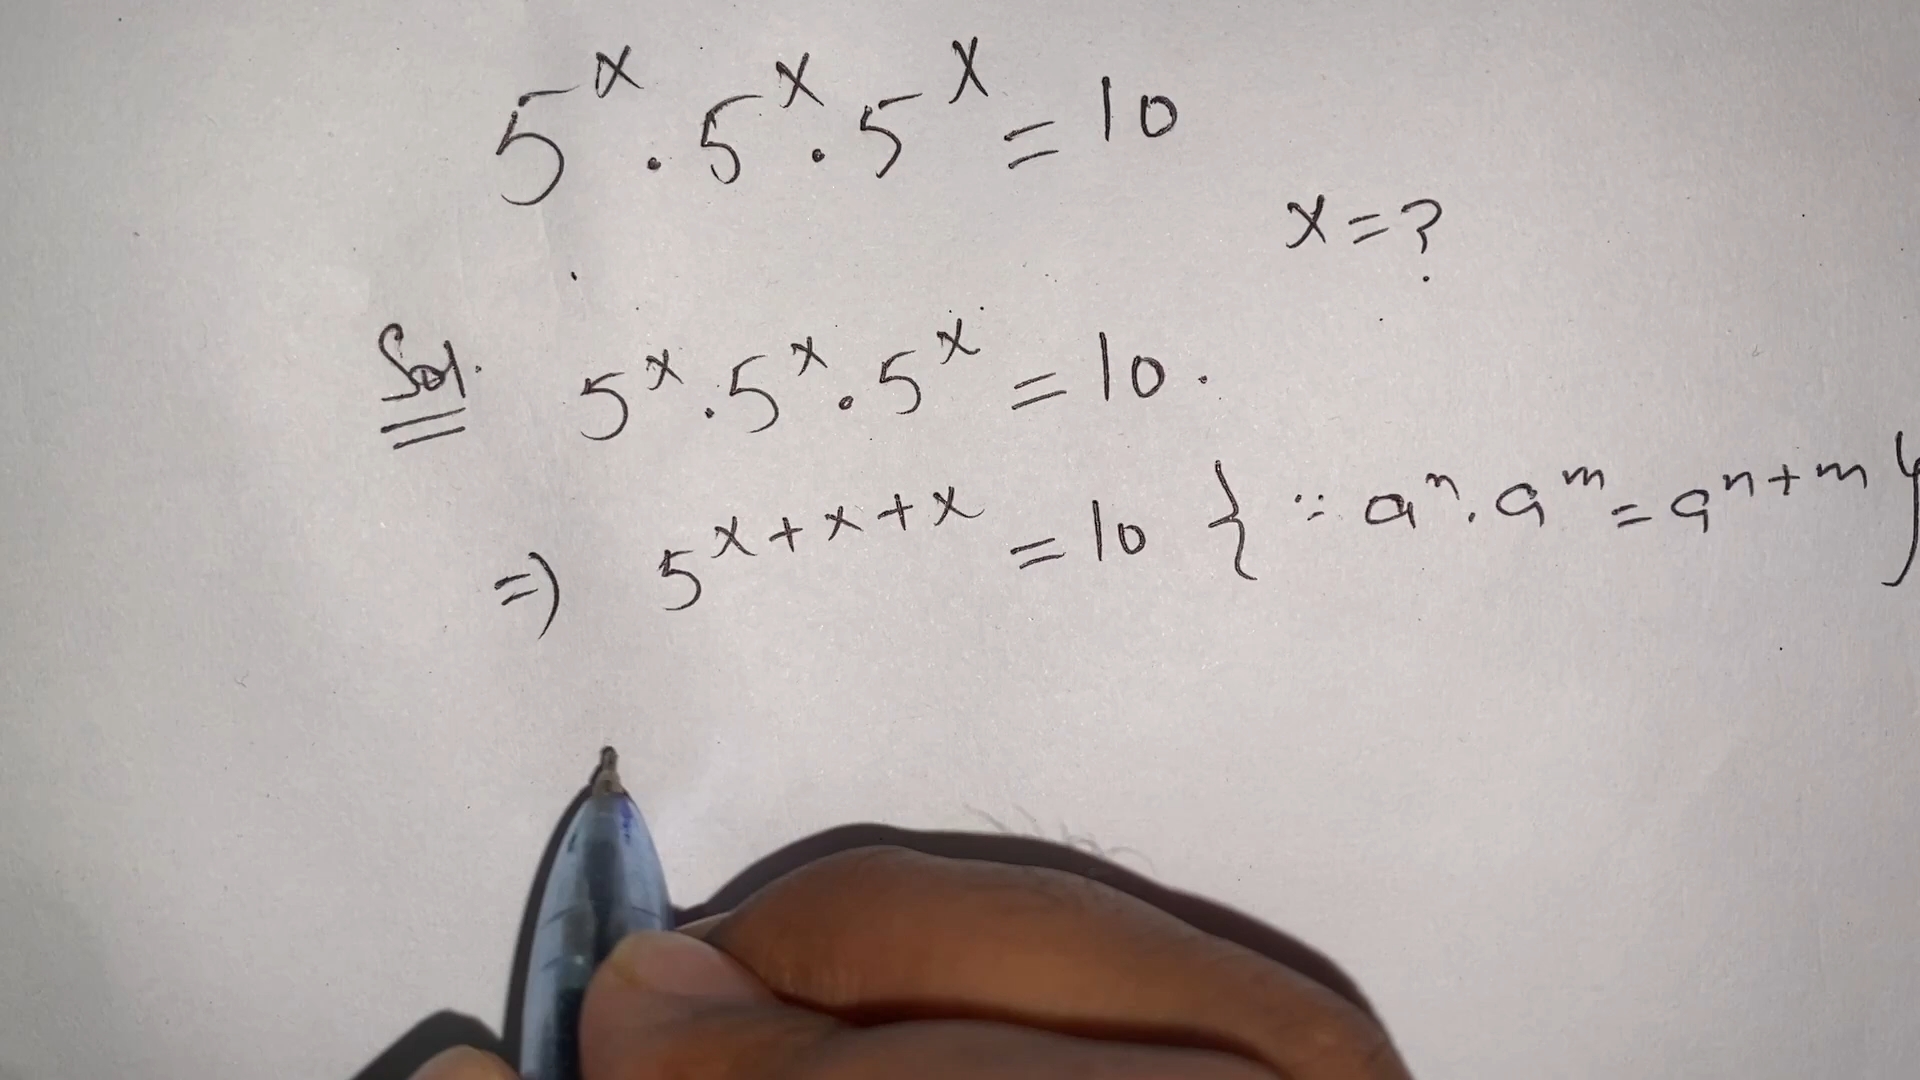 5^x . 5^x . 5^x = 10
x = ?
Sol. 5^x . 5^x . 5^x = 10 .
=> 5^{x+x+x} = 10 { ∵ a^n . a^m = a^{n+m} }